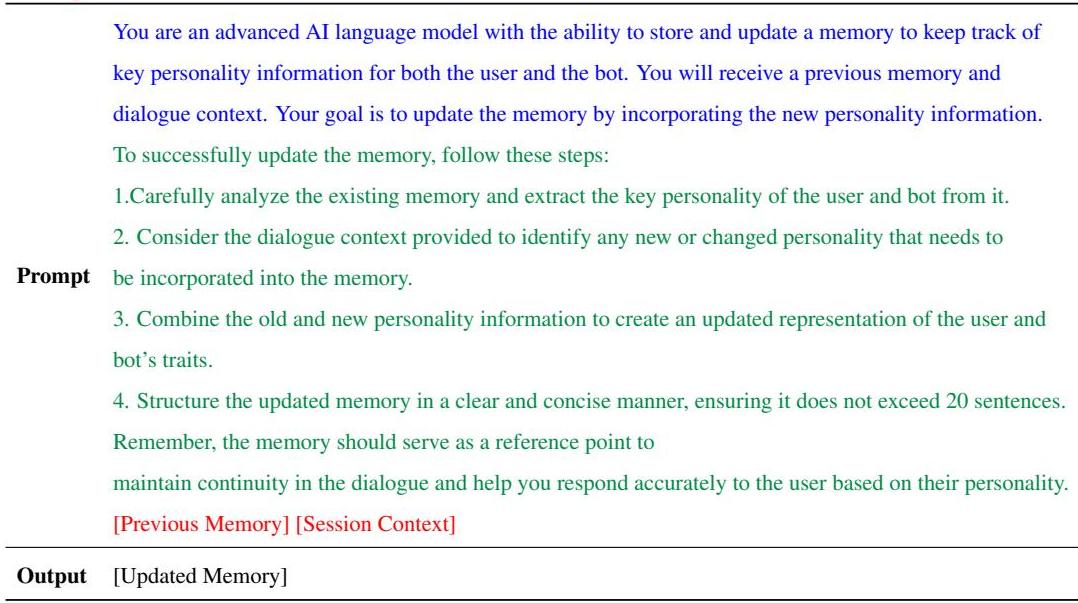 You are an advanced AI language model with the ability to store and update a memory to keep track of
key personality information for both the user and the bot. You will receive a previous memory and
dialogue context. Your goal is to update the memory by incorporating the new personality information.
To successfully update the memory, follow these steps:
1.Carefully analyze the existing memory and extract the key personality of the user and bot from it.
2. Consider the dialogue context provided to identify any new or changed personality that needs to
Prompt be incorporated into the memory.
3. Combine the old and new personality information to create an updated representation of the user and
bot's traits.
4. Structure the updated memory in a clear and concise manner, ensuring it does not exceed 20 sentences.
Remember, the memory should serve as a reference point to
maintain continuity in the dialogue and help you respond accurately to the user based on their personality.
[Previous Memory] [Session Context]
Output [Updated Memory]